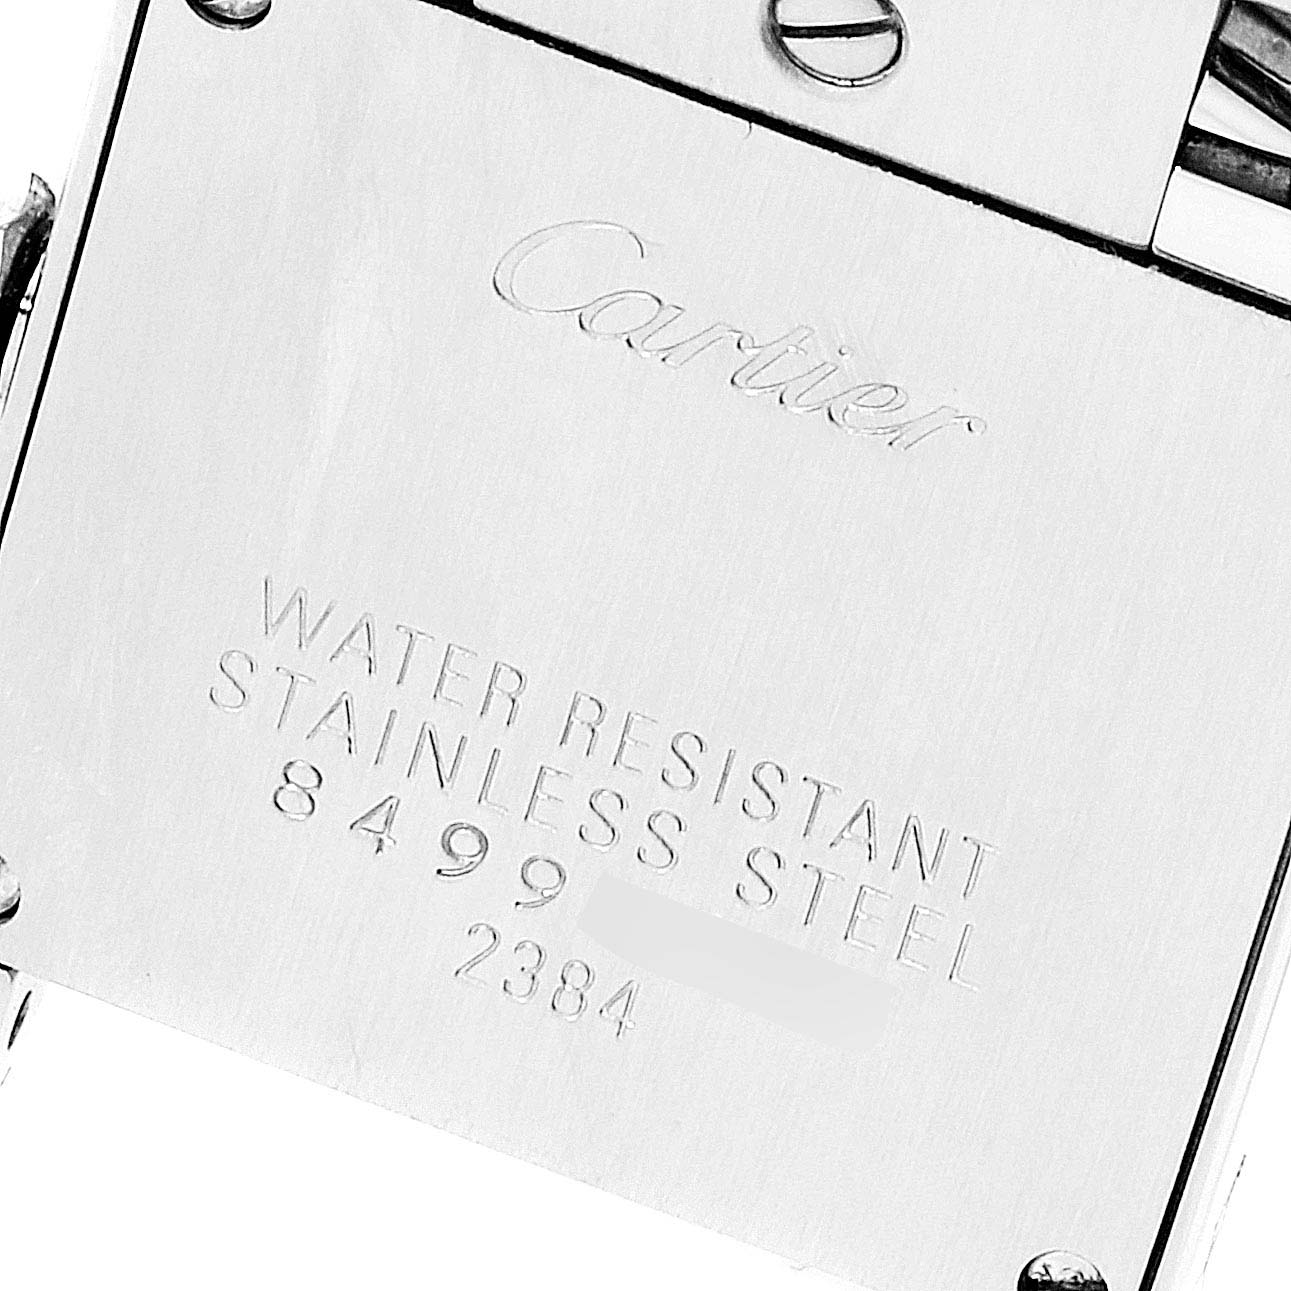 Cartier
WATER RESISTANT
STAINLESS STEEL
8499
2384